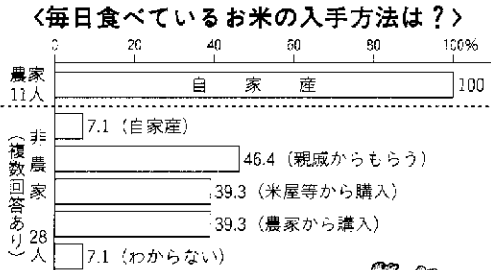 〈毎日食べているお米の入手方法は？〉
0 20 40 60 80 100%
農家 11人 自家産 100
非農家 28人 (複数回答あり)
7.1（自家産）
46.4（親戚からもらう）
39.3（米屋等から購入）
39.3（農家から購入）
7.1（わからない）